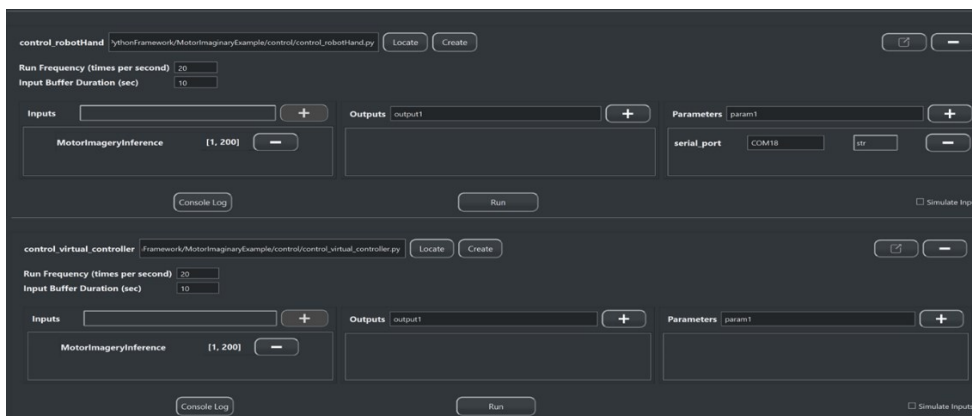 control_robotHand ?ythonFramework/MotorImaginaryExample/control/control_robotHand.py Locate Create
Run Frequency (times per second) 20
Input Buffer Duration (sec) 10
Inputs + Outputs output1 + Parameters param1 +
MotorImageryInference [1, 200] − serial_port COM18 str −
Console Log Run Simulate Inp
control_virtual_controller Framework/MotorImaginaryExample/control/control_virtual_controller.py Locate Create
Run Frequency (times per second) 20
Input Buffer Duration (sec) 10
Inputs + Outputs output1 + Parameters param1 +
MotorImageryInference [1, 200] −
Console Log Run Simulate Inputs